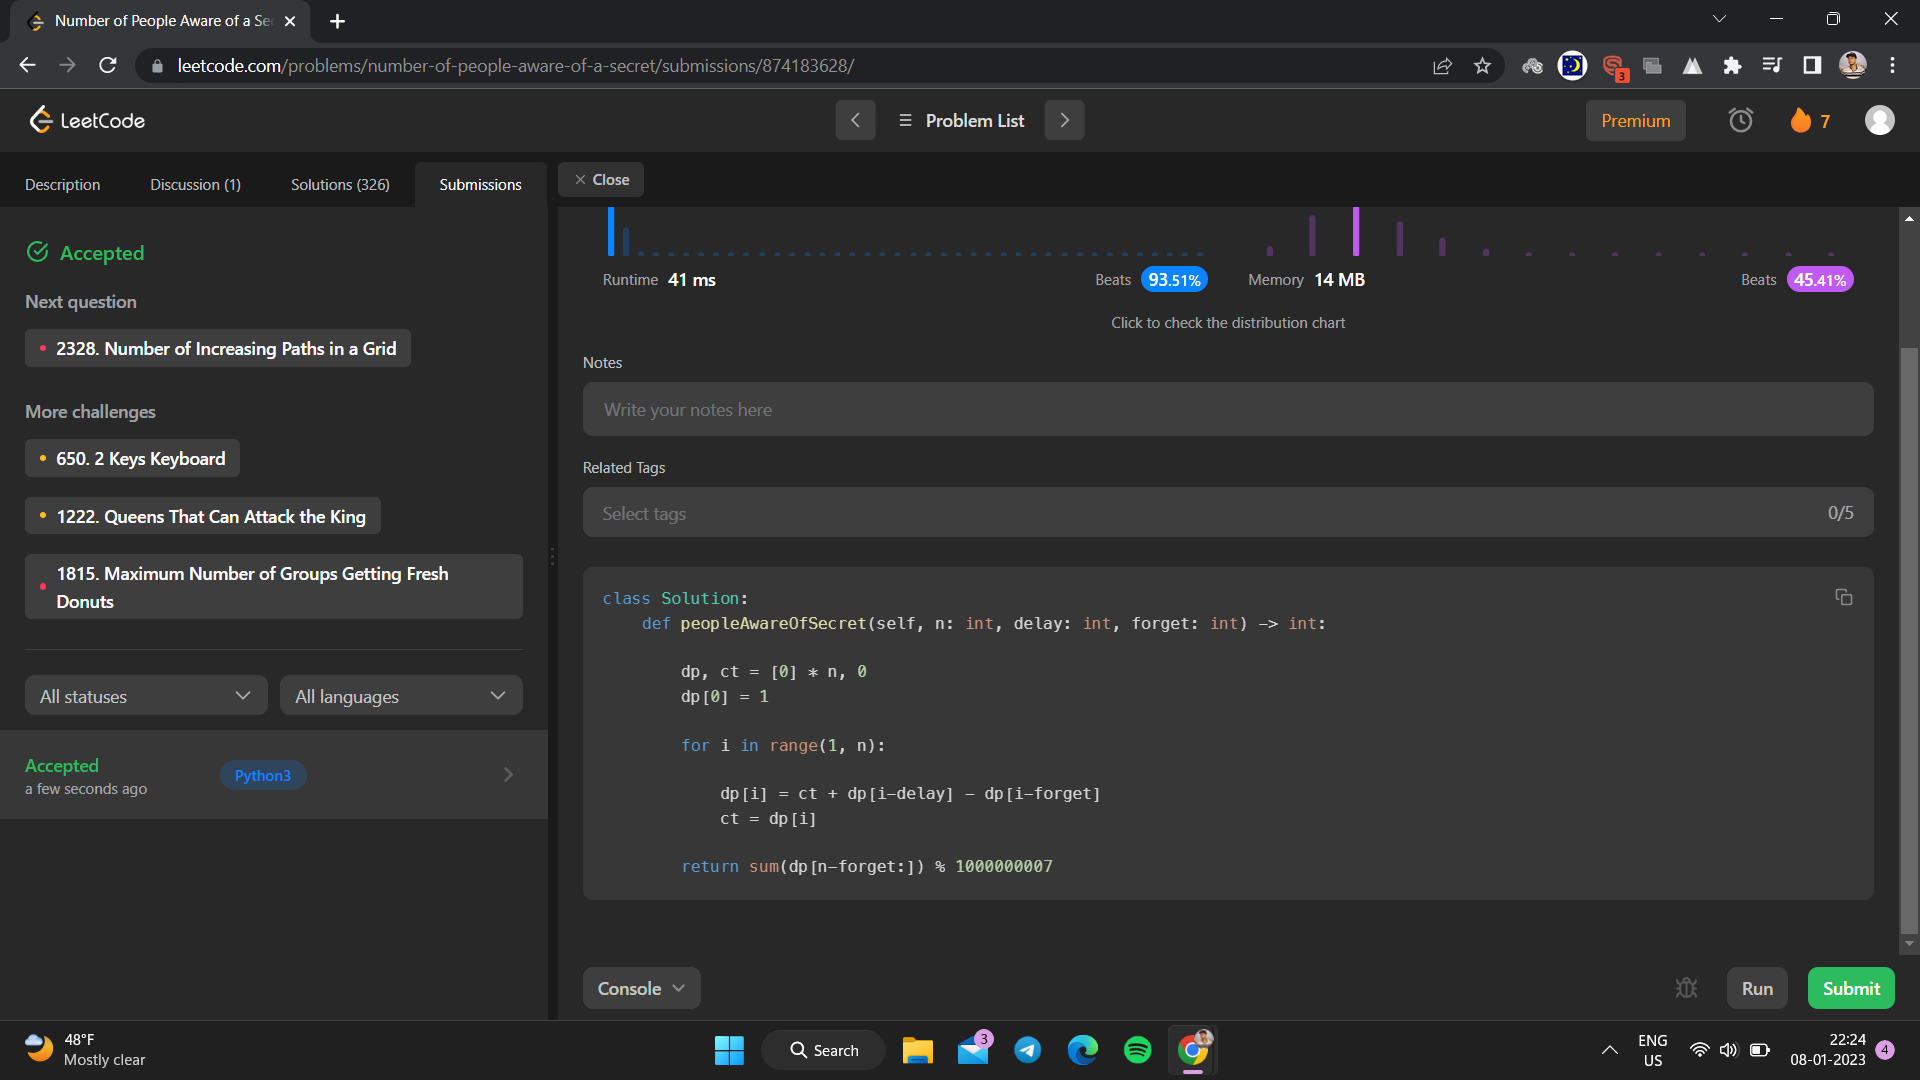 Number of People Aware of a Se
leetcode.com/problems/number-of-people-aware-of-a-secret/submissions/874183628/
3
LeetCode
Problem List
Premium
7
Description
Discussion (1)
Solutions (326)
Submissions
Close
Accepted
Next question
2328. Number of Increasing Paths in a Grid
More challenges
650. 2 Keys Keyboard
1222. Queens That Can Attack the King
1815. Maximum Number of Groups Getting Fresh
Donuts
All statuses
All languages
Accepted
a few seconds ago
Python3
Runtime 41 ms
Beats 93.51%
Memory 14 MB
Beats 45.41%
Click to check the distribution chart
Notes
Write your notes here
Related Tags
Select tags
0/5
class Solution:
    def peopleAwareOfSecret(self, n: int, delay: int, forget: int) -> int:
        dp, ct = [0] * n, 0
        dp[0] = 1
        for i in range(1, n):
            dp[i] = ct + dp[i-delay] - dp[i-forget]
            ct = dp[i]
        return sum(dp[n-forget:]) % 1000000007
Console
Run
Submit
48°F
Mostly clear
Search
3
ENG
US
22:24
08-01-2023
4